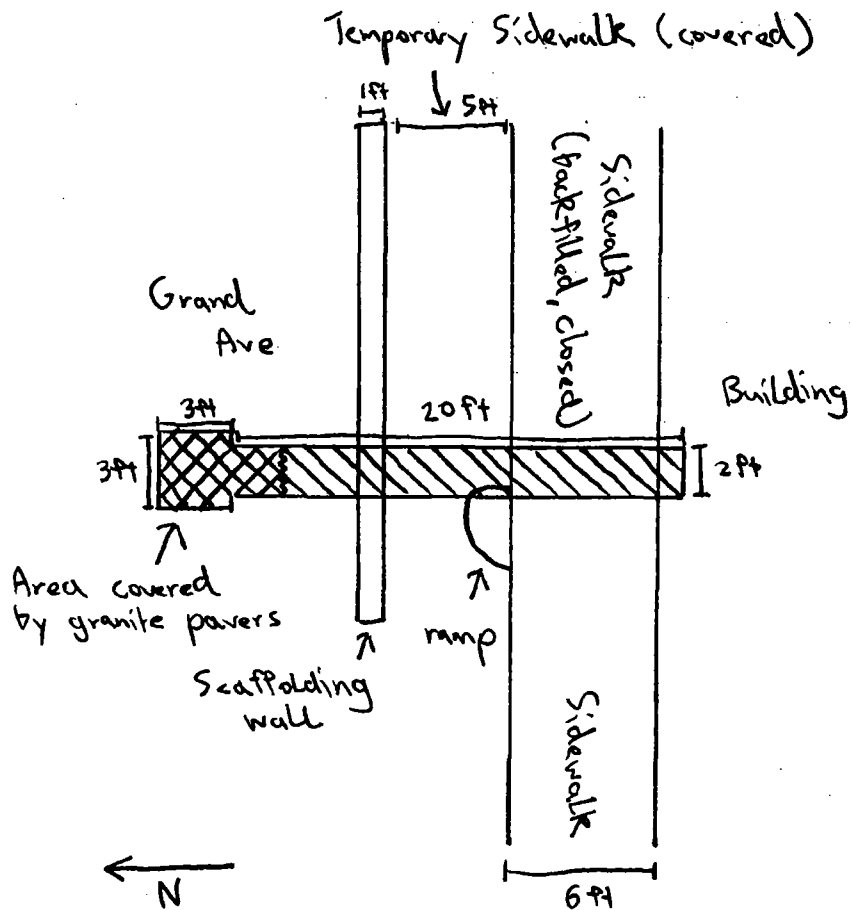 Temporary Sidewalk (covered)
1ft
5ft
Sidewalk
(backfilled, closed)
Grand
Ave
Building
3ft
20ft
3ft
2ft
Area covered
by granite pavers
ramp
Scaffolding
wall
Sidewalk
N
6ft